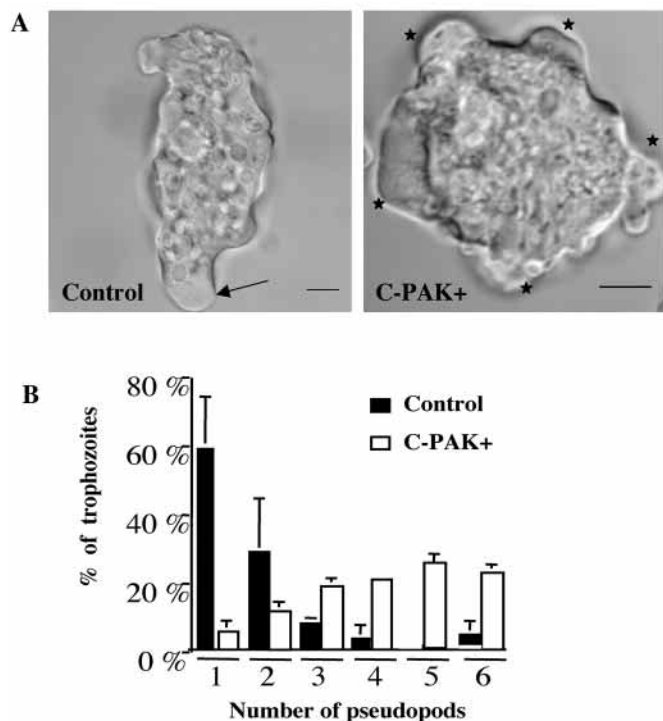 A
Control
C-PAK+
B
80 %
60 %
40 %
20 %
0 %
% of trophozoites
Control
C-PAK+
1 2 3 4 5 6
Number of pseudopods